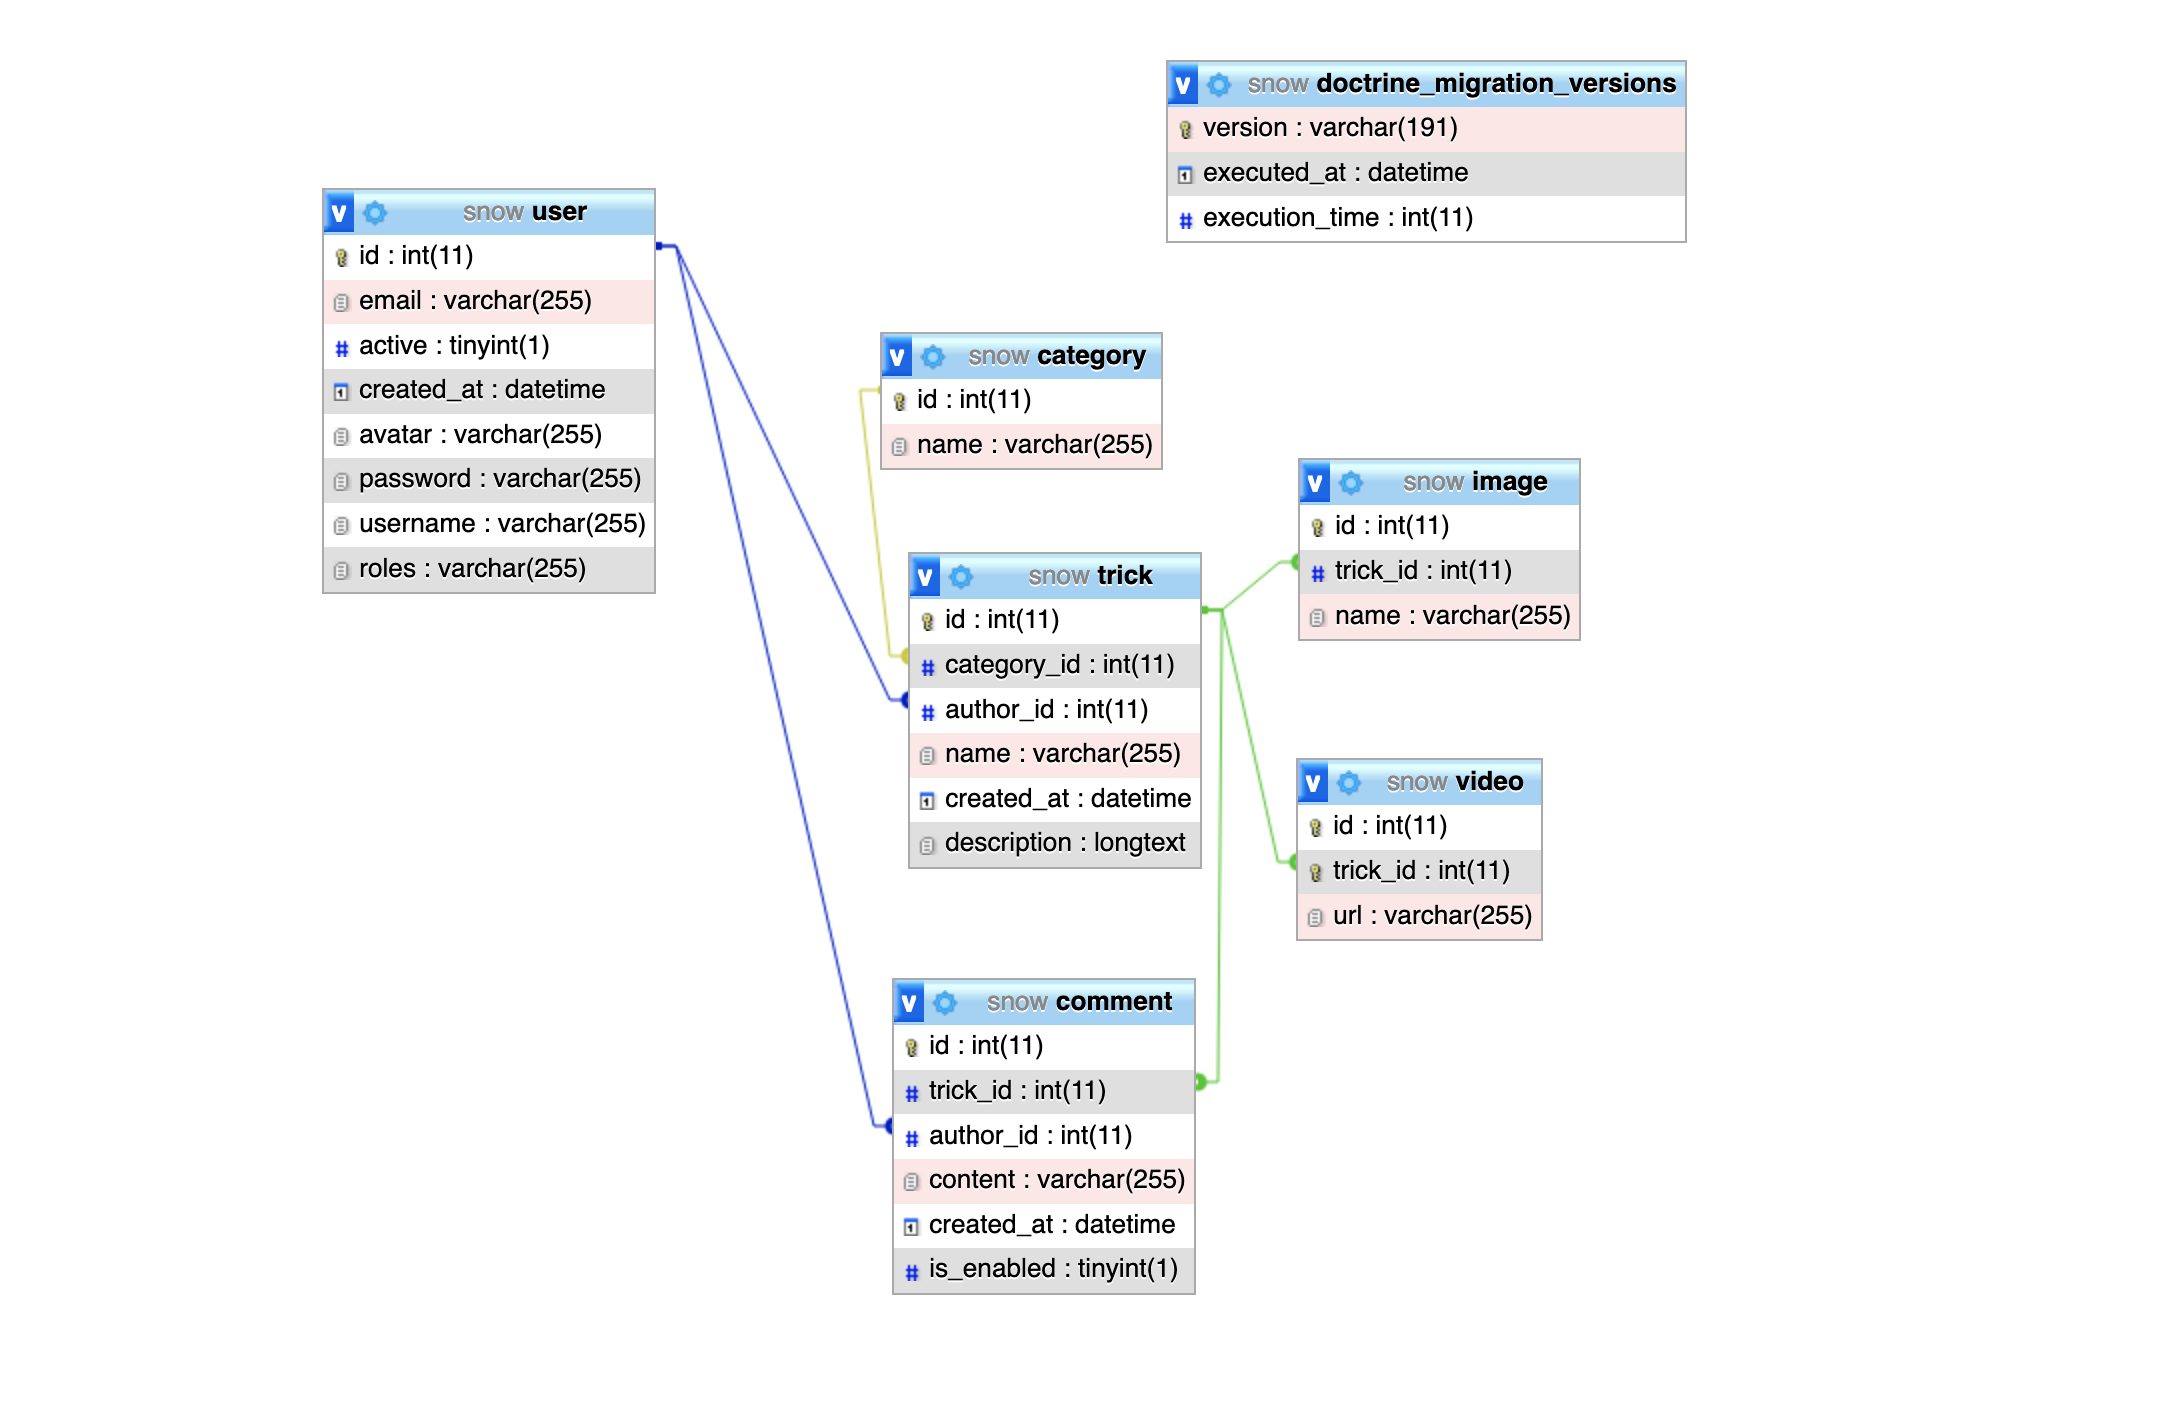 snow doctrine_migration_versions
version : varchar(191)
executed_at : datetime
execution_time : int(11)
snow user
id : int(11)
email : varchar(255)
active : tinyint(1)
created_at : datetime
avatar : varchar(255)
password : varchar(255)
username : varchar(255)
roles : varchar(255)
snow category
id : int(11)
name : varchar(255)
snow image
id : int(11)
trick_id : int(11)
name : varchar(255)
snow trick
id : int(11)
category_id : int(11)
author_id : int(11)
name : varchar(255)
created_at : datetime
description : longtext
snow video
id : int(11)
trick_id : int(11)
url : varchar(255)
snow comment
id : int(11)
trick_id : int(11)
author_id : int(11)
content : varchar(255)
created_at : datetime
is_enabled : tinyint(1)